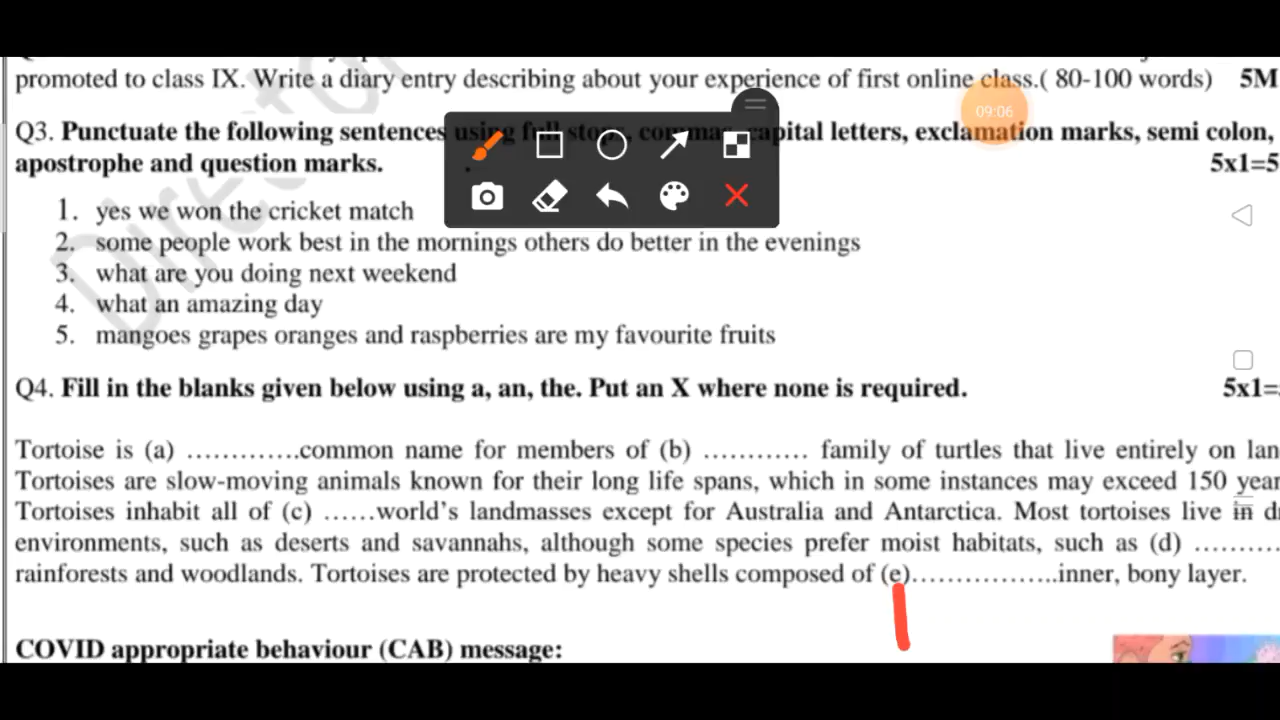 promoted to class IX. Write a diary entry describing about your experience of first online class.( 80-100 words) 5M
09:06
Q3. Punctuate the following sentences using full stops, commas, capital letters, exclamation marks, semi colon,
apostrophe and question marks. 5x1=5
1. yes we won the cricket match
2. some people work best in the mornings others do better in the evenings
3. what are you doing next weekend
4. what an amazing day
5. mangoes grapes oranges and raspberries are my favourite fruits
Q4. Fill in the blanks given below using a, an, the. Put an X where none is required. 5x1=
Tortoise is (a) .............common name for members of (b) ............ family of turtles that live entirely on lan
Tortoises are slow-moving animals known for their long life spans, which in some instances may exceed 150 year
Tortoises inhabit all of (c) ......world's landmasses except for Australia and Antarctica. Most tortoises live in d
environments, such as deserts and savannahs, although some species prefer moist habitats, such as (d) ..........
rainforests and woodlands. Tortoises are protected by heavy shells composed of (e)..................inner, bony layer.
COVID appropriate behaviour (CAB) message: